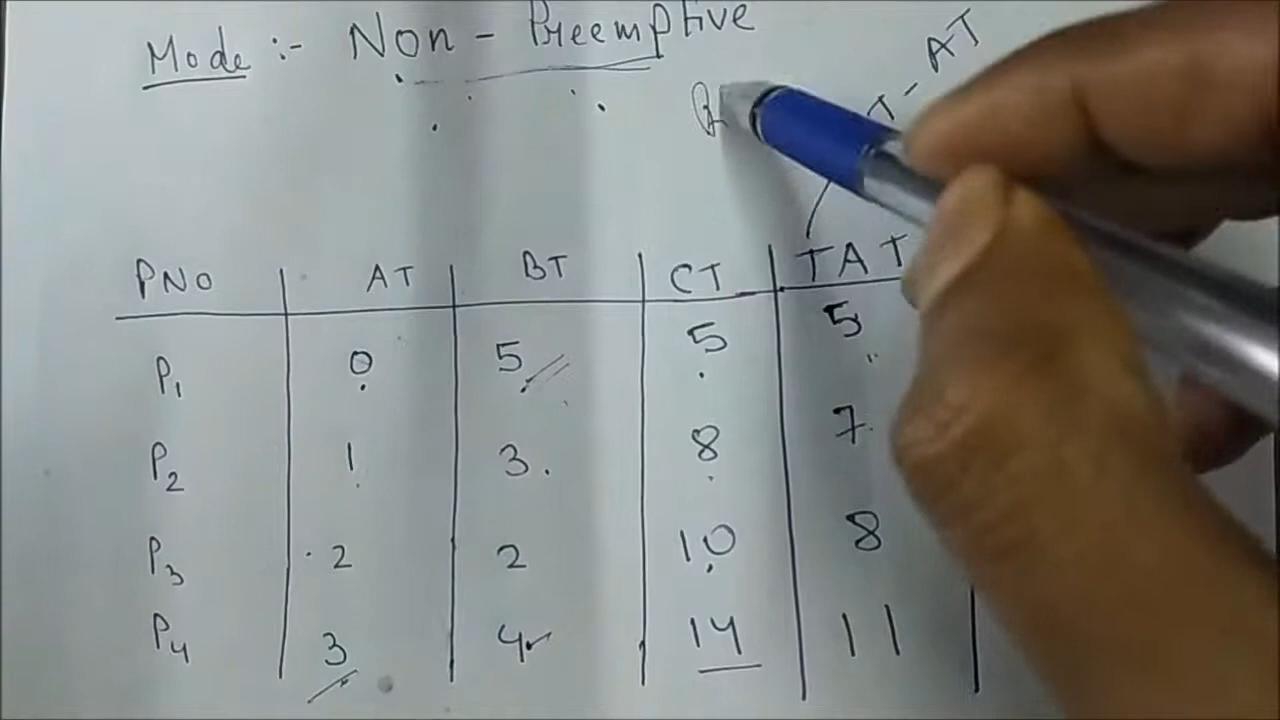 Mode :- Non - Preemptive
T - AT
PNO AT BT CT TAT
P1 0 5 5 5
P2 1 3 8 7
P3 2 2 10 8
P4 3 4 14 11